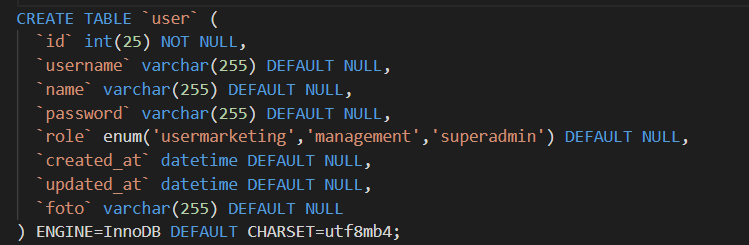 CREATE TABLE `user` (
  `id` int(25) NOT NULL,
  `username` varchar(255) DEFAULT NULL,
  `name` varchar(255) DEFAULT NULL,
  `password` varchar(255) DEFAULT NULL,
  `role` enum('usermarketing','management','superadmin') DEFAULT NULL,
  `created_at` datetime DEFAULT NULL,
  `updated_at` datetime DEFAULT NULL,
  `foto` varchar(255) DEFAULT NULL
) ENGINE=InnoDB DEFAULT CHARSET=utf8mb4;